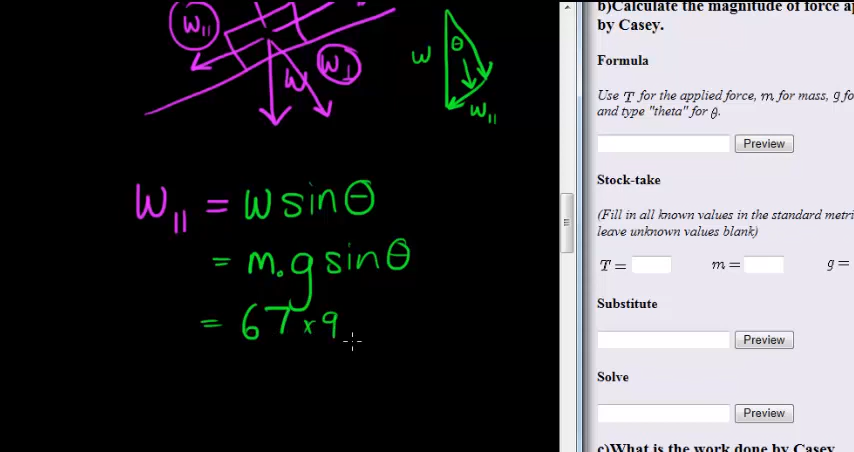 W||
W
W⊥
W
θ
W||
W|| = W sin θ
= m.g sin θ
= 67 × 9
b)Calculate the magnitude of force
by Casey.
Formula
Use T for the applied force, m for mass, g
and type "theta" for θ.
Preview
Stock-take
(Fill in all known values in the standard
leave unknown values blank)
T = m = g =
Substitute
Preview
Solve
Preview
c)What is the work done by Casey